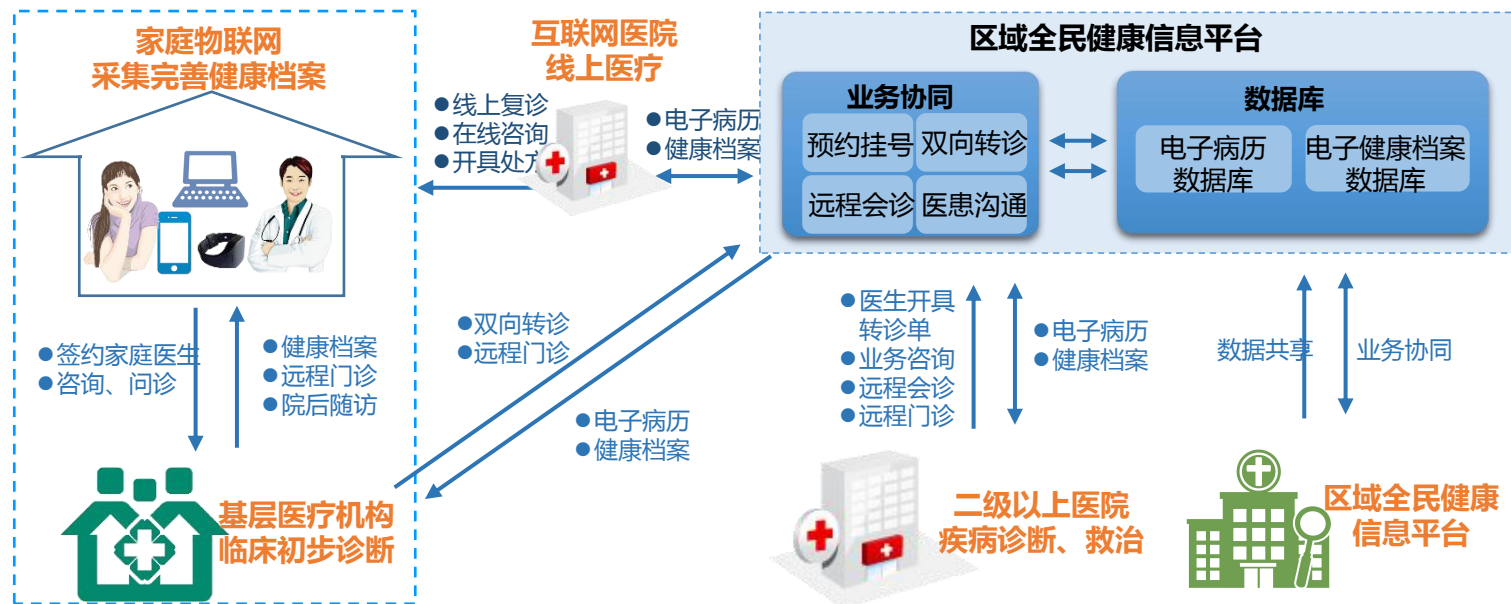 家庭物联网
采集完善健康档案
互联网医院
线上医疗
●线上复诊
●在线咨询
●开具处方
●电子病历
●健康档案
区域全民健康信息平台
业务协同
预约挂号
双向转诊
远程会诊
医患沟通
数据库
电子病历
数据库
电子健康档案
数据库
●签约家庭医生
●咨询、问诊
●健康档案
●远程门诊
●院后随访
●双向转诊
●远程门诊
●电子病历
●健康档案
●医生开具
转诊单
●业务咨询
●远程会诊
●远程门诊
●电子病历
●健康档案
数据共享
业务协同
基层医疗机构
临床初步诊断
二级以上医院
疾病诊断、救治
区域全民健康
信息平台